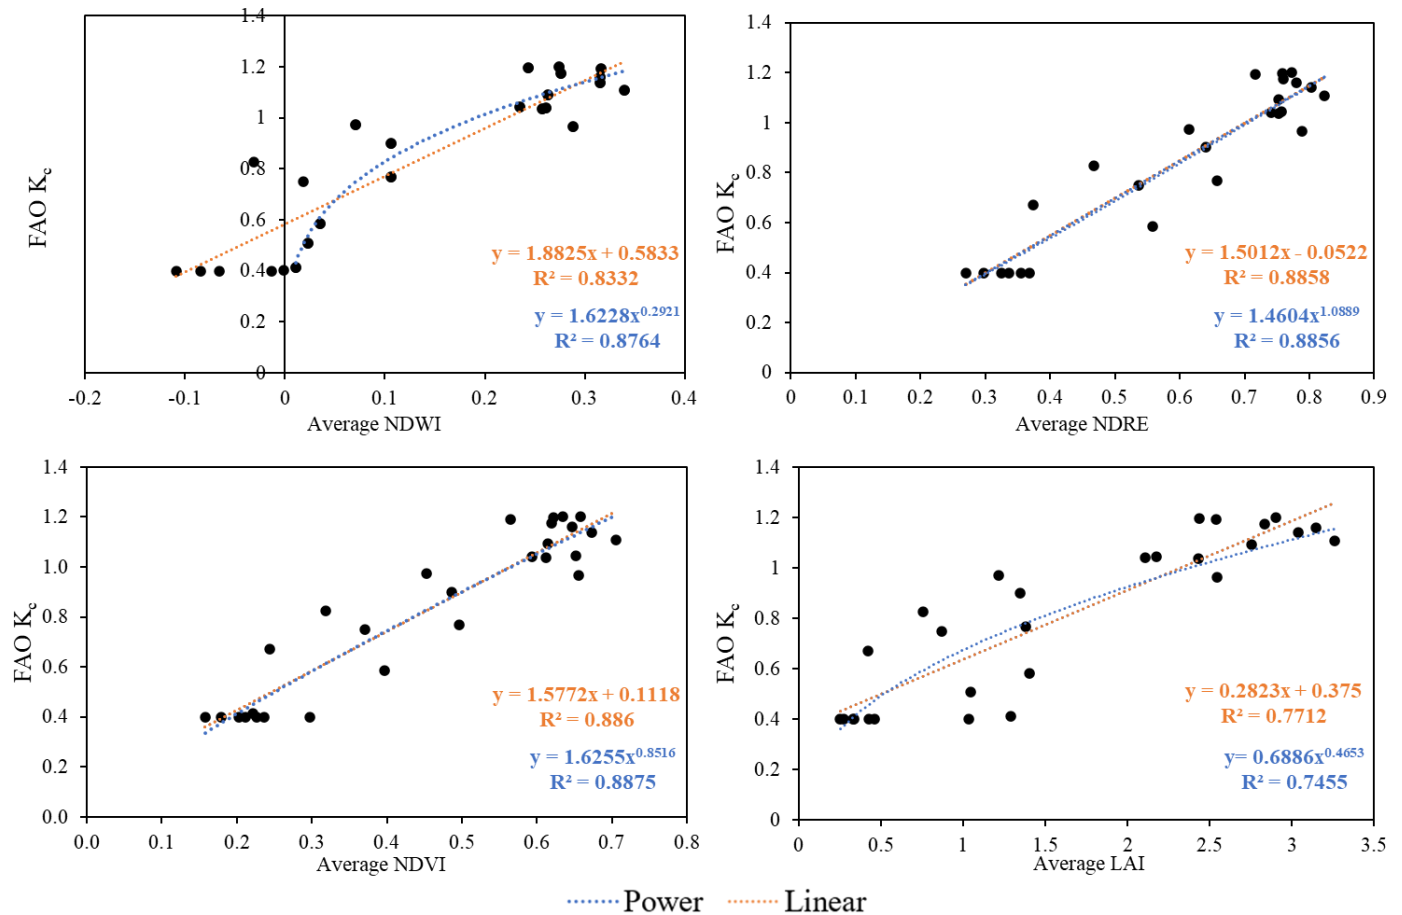 1.4
1.2
1
0.8
0.6
0.4
0.2
0
-0.2 -0.1 0 0.1 0.2 0.3 0.4
FAO Kc
Average NDWI
y = 1.8825x + 0.5833
R² = 0.8332
y = 1.6228x^0.2921
R² = 0.8764
1.4
1.2
1
0.8
0.6
0.4
0.2
0
0 0.1 0.2 0.3 0.4 0.5 0.6 0.7 0.8 0.9
FAO Kc
Average NDRE
y = 1.5012x - 0.0522
R² = 0.8858
y = 1.4604x^1.0889
R² = 0.8856
1.4
1.2
1.0
0.8
0.6
0.4
0.2
0.0
0.0 0.1 0.2 0.3 0.4 0.5 0.6 0.7 0.8
FAO Kc
Average NDVI
y = 1.5772x + 0.1118
R² = 0.886
y = 1.6255x^0.8516
R² = 0.8875
1.4
1.2
1
0.8
0.6
0.4
0.2
0
0 0.5 1 1.5 2 2.5 3 3.5
FAO Kc
Average LAI
y = 0.2823x + 0.375
R² = 0.7712
y= 0.6886x^0.4653
R² = 0.7455
Power Linear